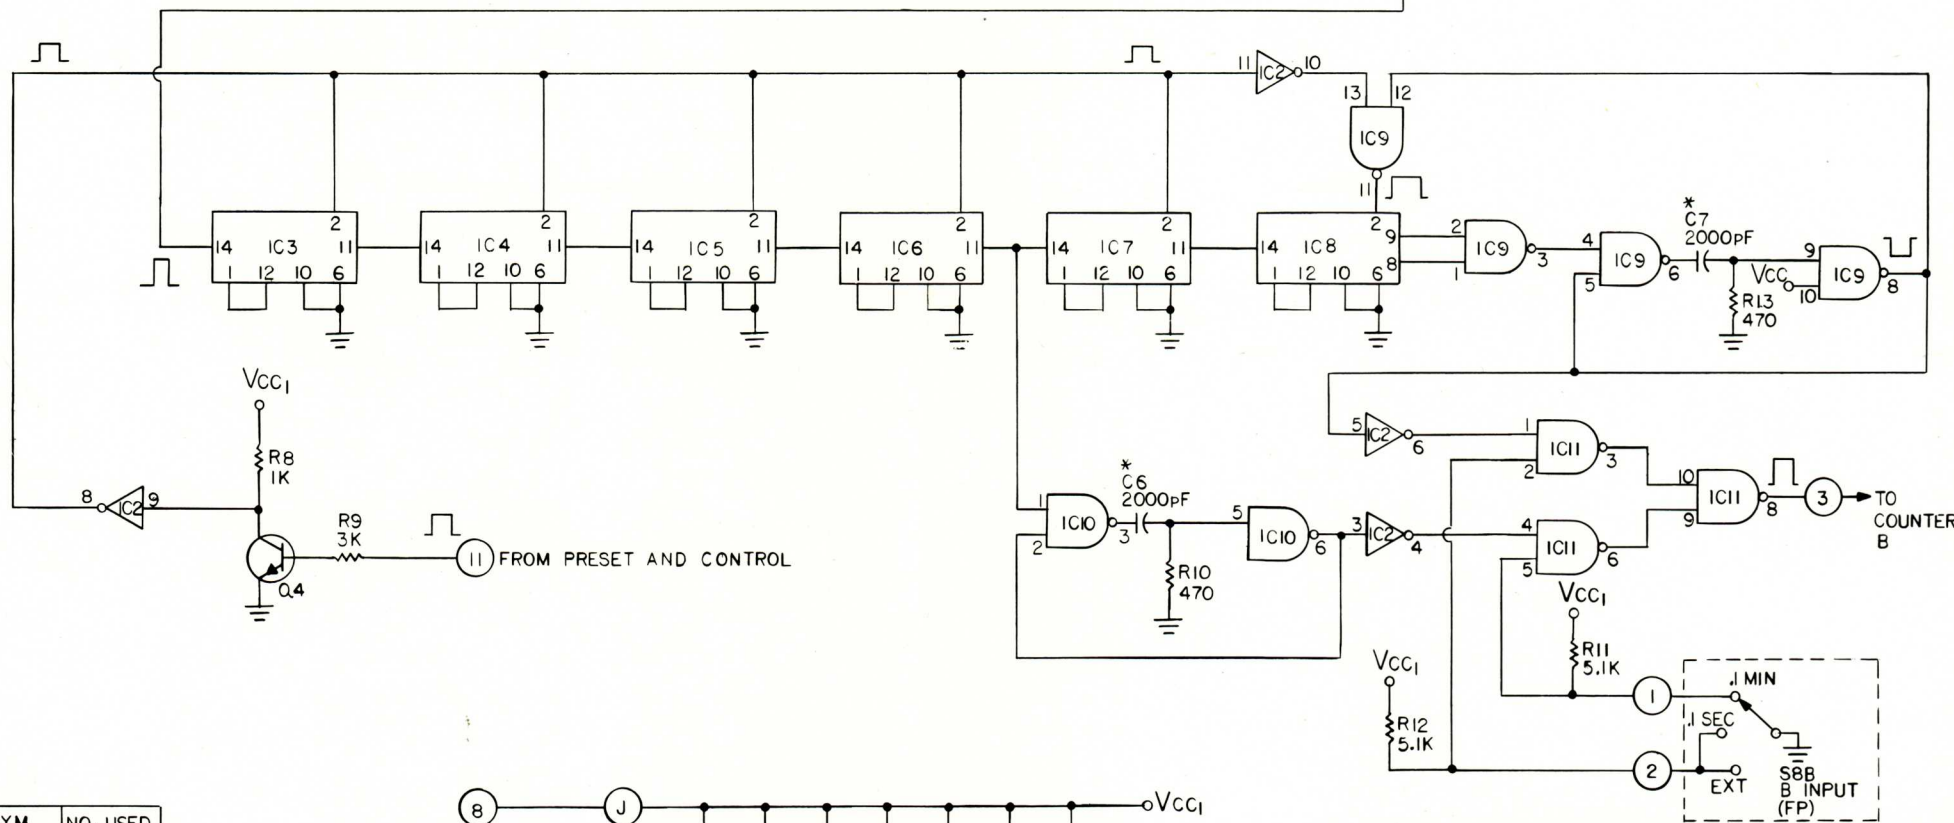 11 IC2 10
13 12
IC9
11
14 IC3 2 11
1 12 10 6
14 IC4 2 11
1 12 10 6
14 IC5 2 11
1 12 10 6
14 IC6 2 11
1 12 10 6
14 IC7 2 11
1 12 10 6
14 IC8 2 9
1 12 10 6 8
2
IC9 3
1
4
IC9 6
5
*
C7
2000PF
9
VCC IC9
10 8
R13
470
VCC1
R8
1K
8 IC2 9
R9
3K
11 FROM PRESET AND CONTROL
Q4
*
C6
2000PF
1
IC10
2 3
5
IC10 6
R10
470
5 IC2 6
3 IC2 4
1
IC11 3
2
4
IC11 6
5
10
IC11 8
9
3 TO
COUNTER
B
VCC1
R11
5.1K
VCC1
R12
5.1K
1
2
.1 MIN
.1 SEC
EXT
S8B
B INPUT
(FP)
8 J VCC1
NO. USED